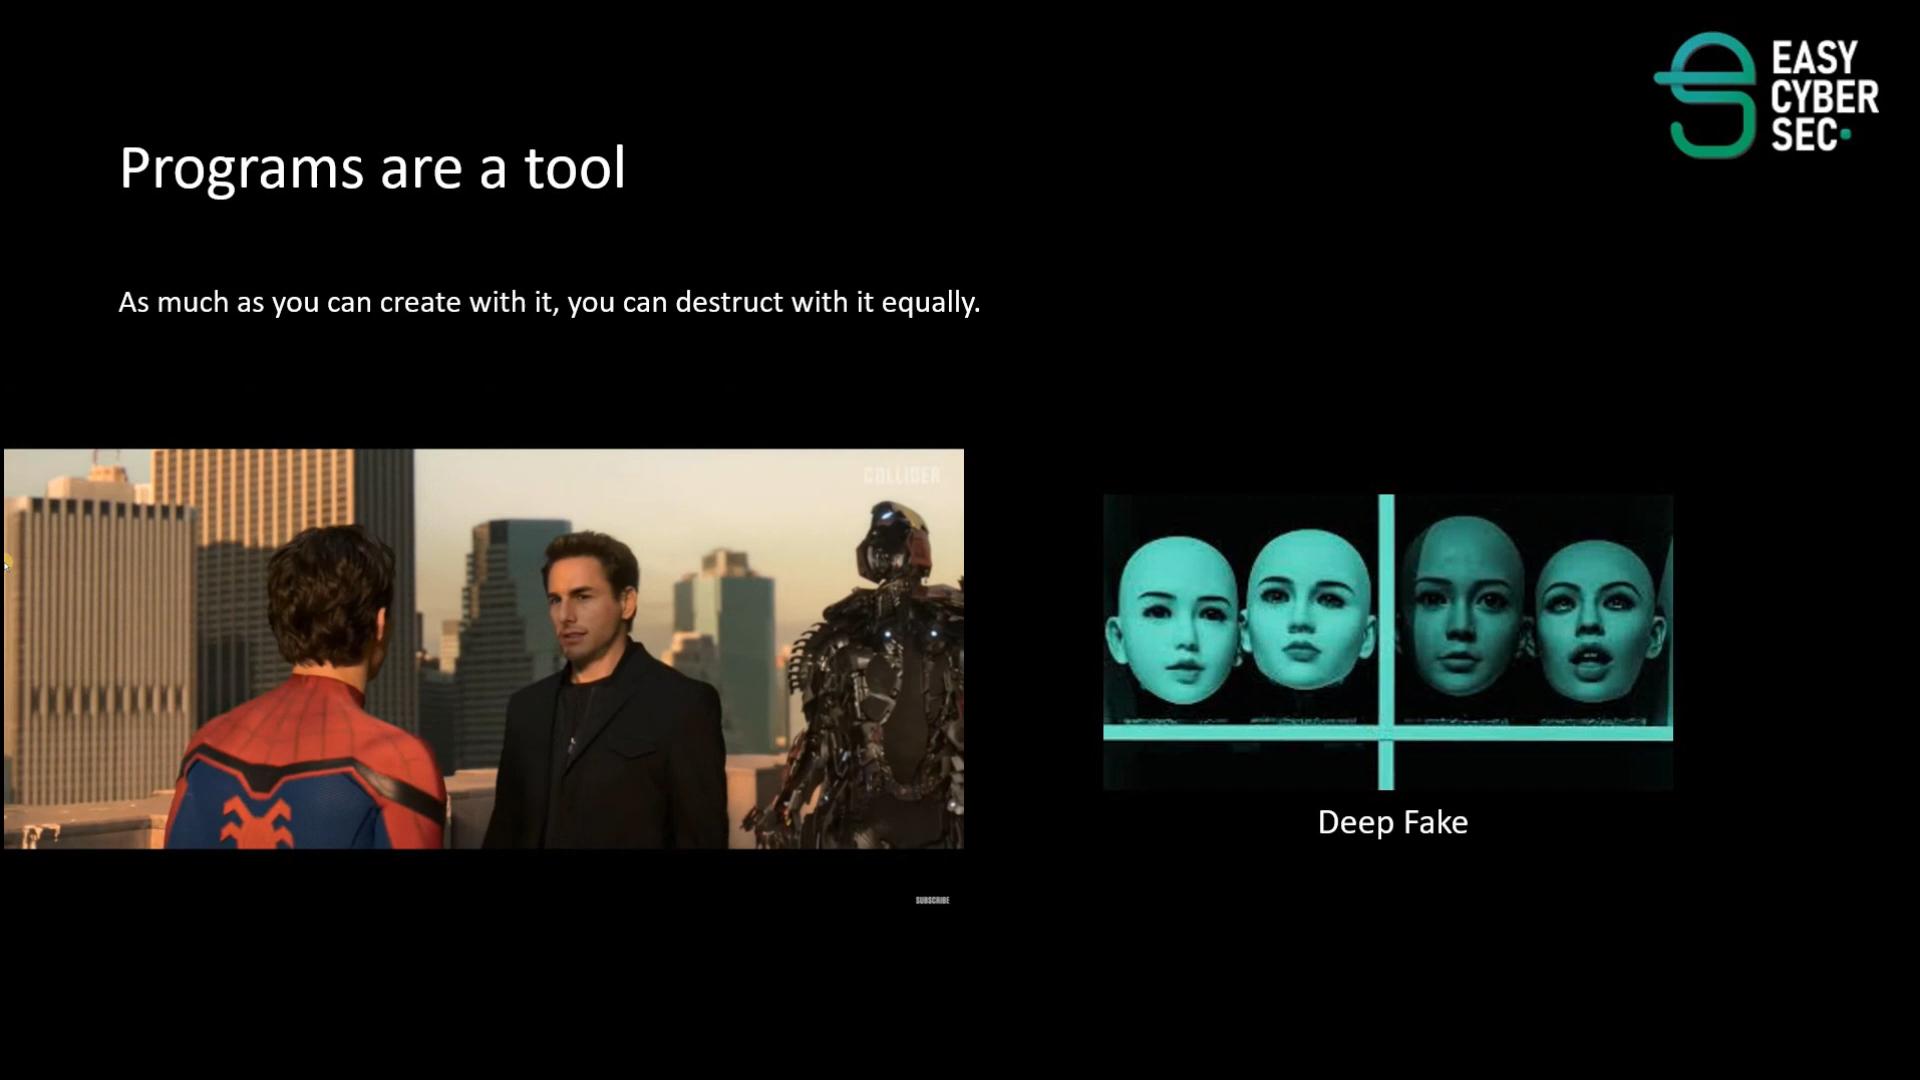 EASY
CYBER
SEC
Programs are a tool
As much as you can create with it, you can destruct with it equally.
COLLIDER
Deep Fake
SUBSCRIBE